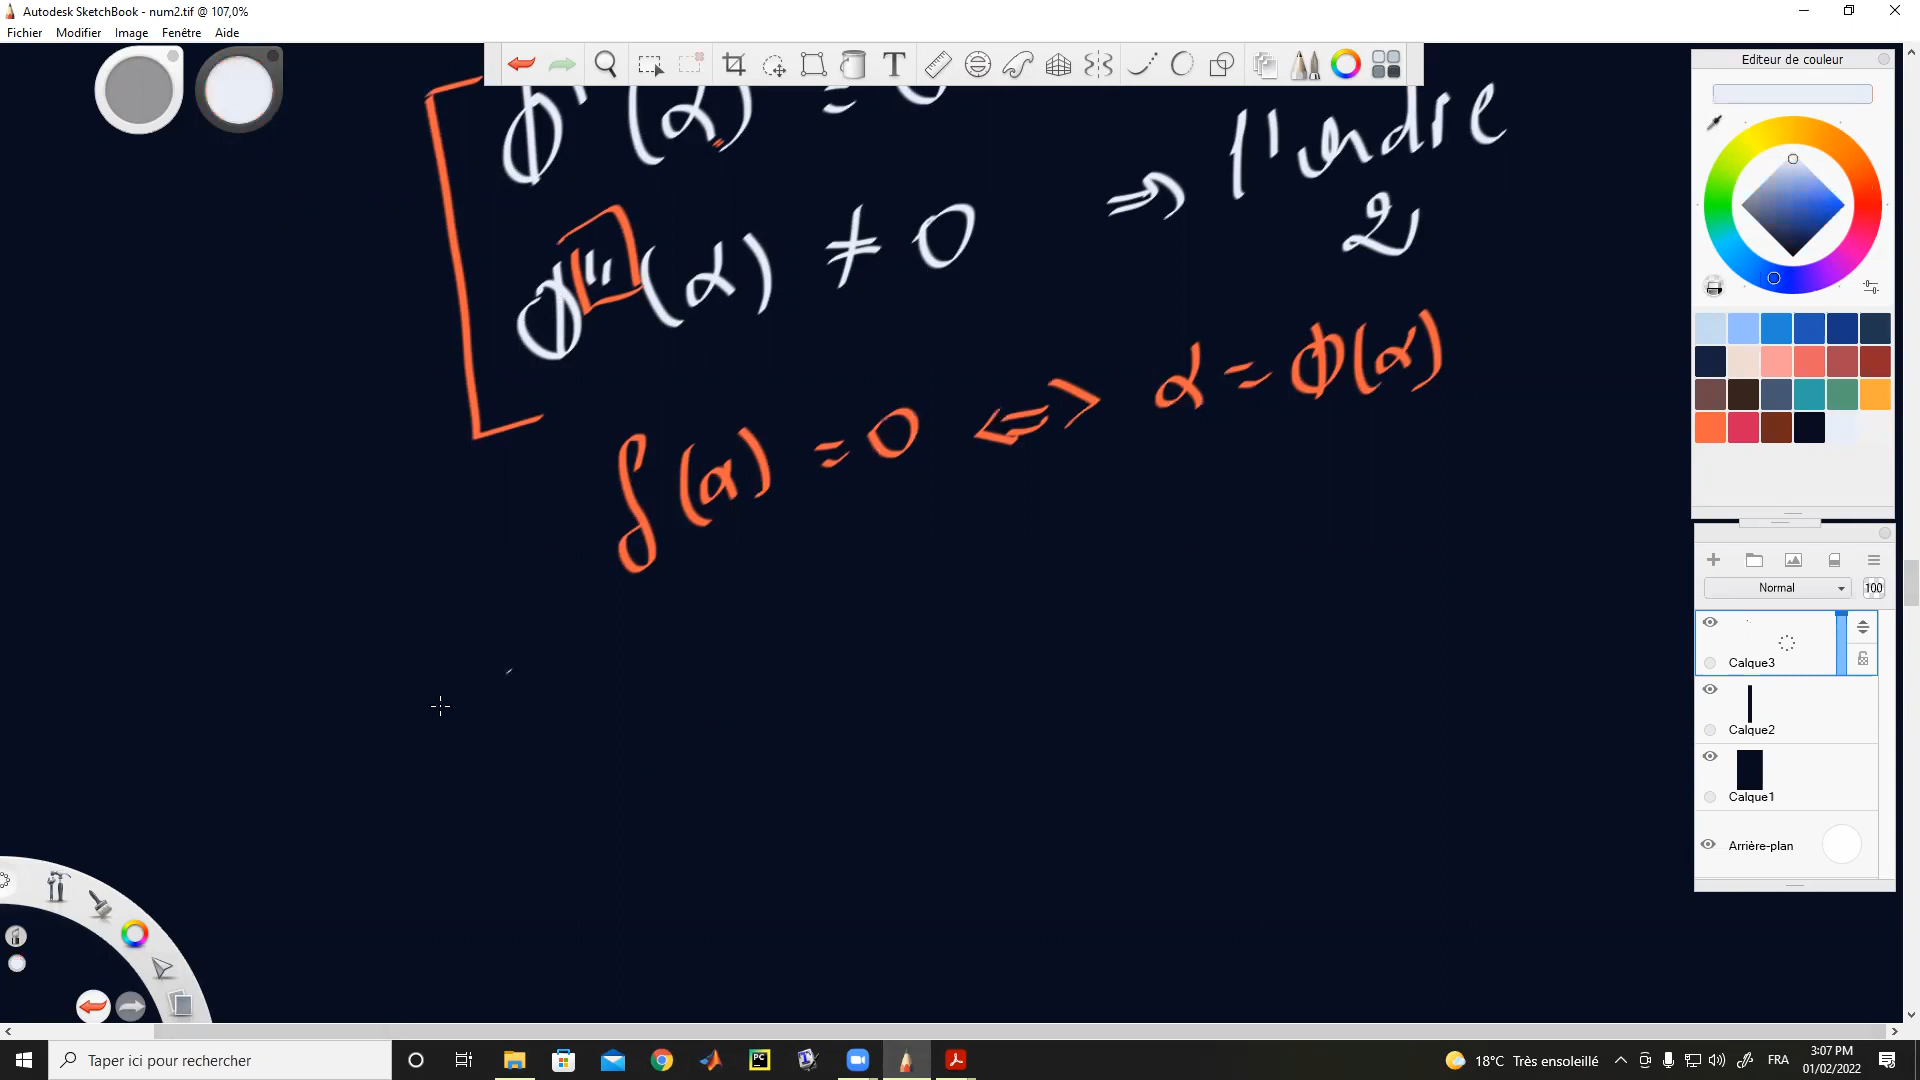 Autodesk SketchBook - num2.tif @ 107,0%
Fichier Modifier Image Fenêtre Aide
T
Editeur de couleur
ϕ'(α) = 0
ϕ"(α) ≠ 0 ⇒ l'ordre 2
f(α) = 0 <=> α = ϕ(α)
Normal 100
Calque3
Calque2
Calque1
Arrière-plan
Taper ici pour rechercher
PC
18°C Très ensoleillé
FRA
3:07 PM
01/02/2022